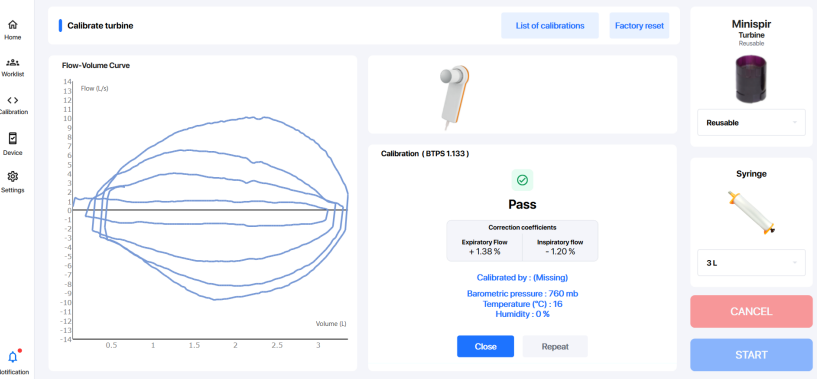 Home
Worklist
Calibration
Device
Settings
Notification
Calibrate turbine
List of calibrations
Factory reset
Flow-Volume Curve
Flow (L/s)
14
13
12
11
10
9
8
7
6
5
4
3
2
1
0
-1
-2
-3
-4
-5
-6
-7
-8
-9
-10
-11
-12
-13
-14
0.5
1
1.5
2
2.5
3
Volume (L)
Calibration ( BTPS 1.133 )
Pass
Correction
coefficients
Expiratory Flow
+ 1.38 %
Inspiratory flow
- 1.20 %
Calibrated by : (Missing)
Barometric pressure : 760 mb
Temperature (°C) : 16
Humidity : 0 %
Close
Repeat
Minispir
Turbine
Reusable
Reusable
Syringe
3 L
CANCEL
START